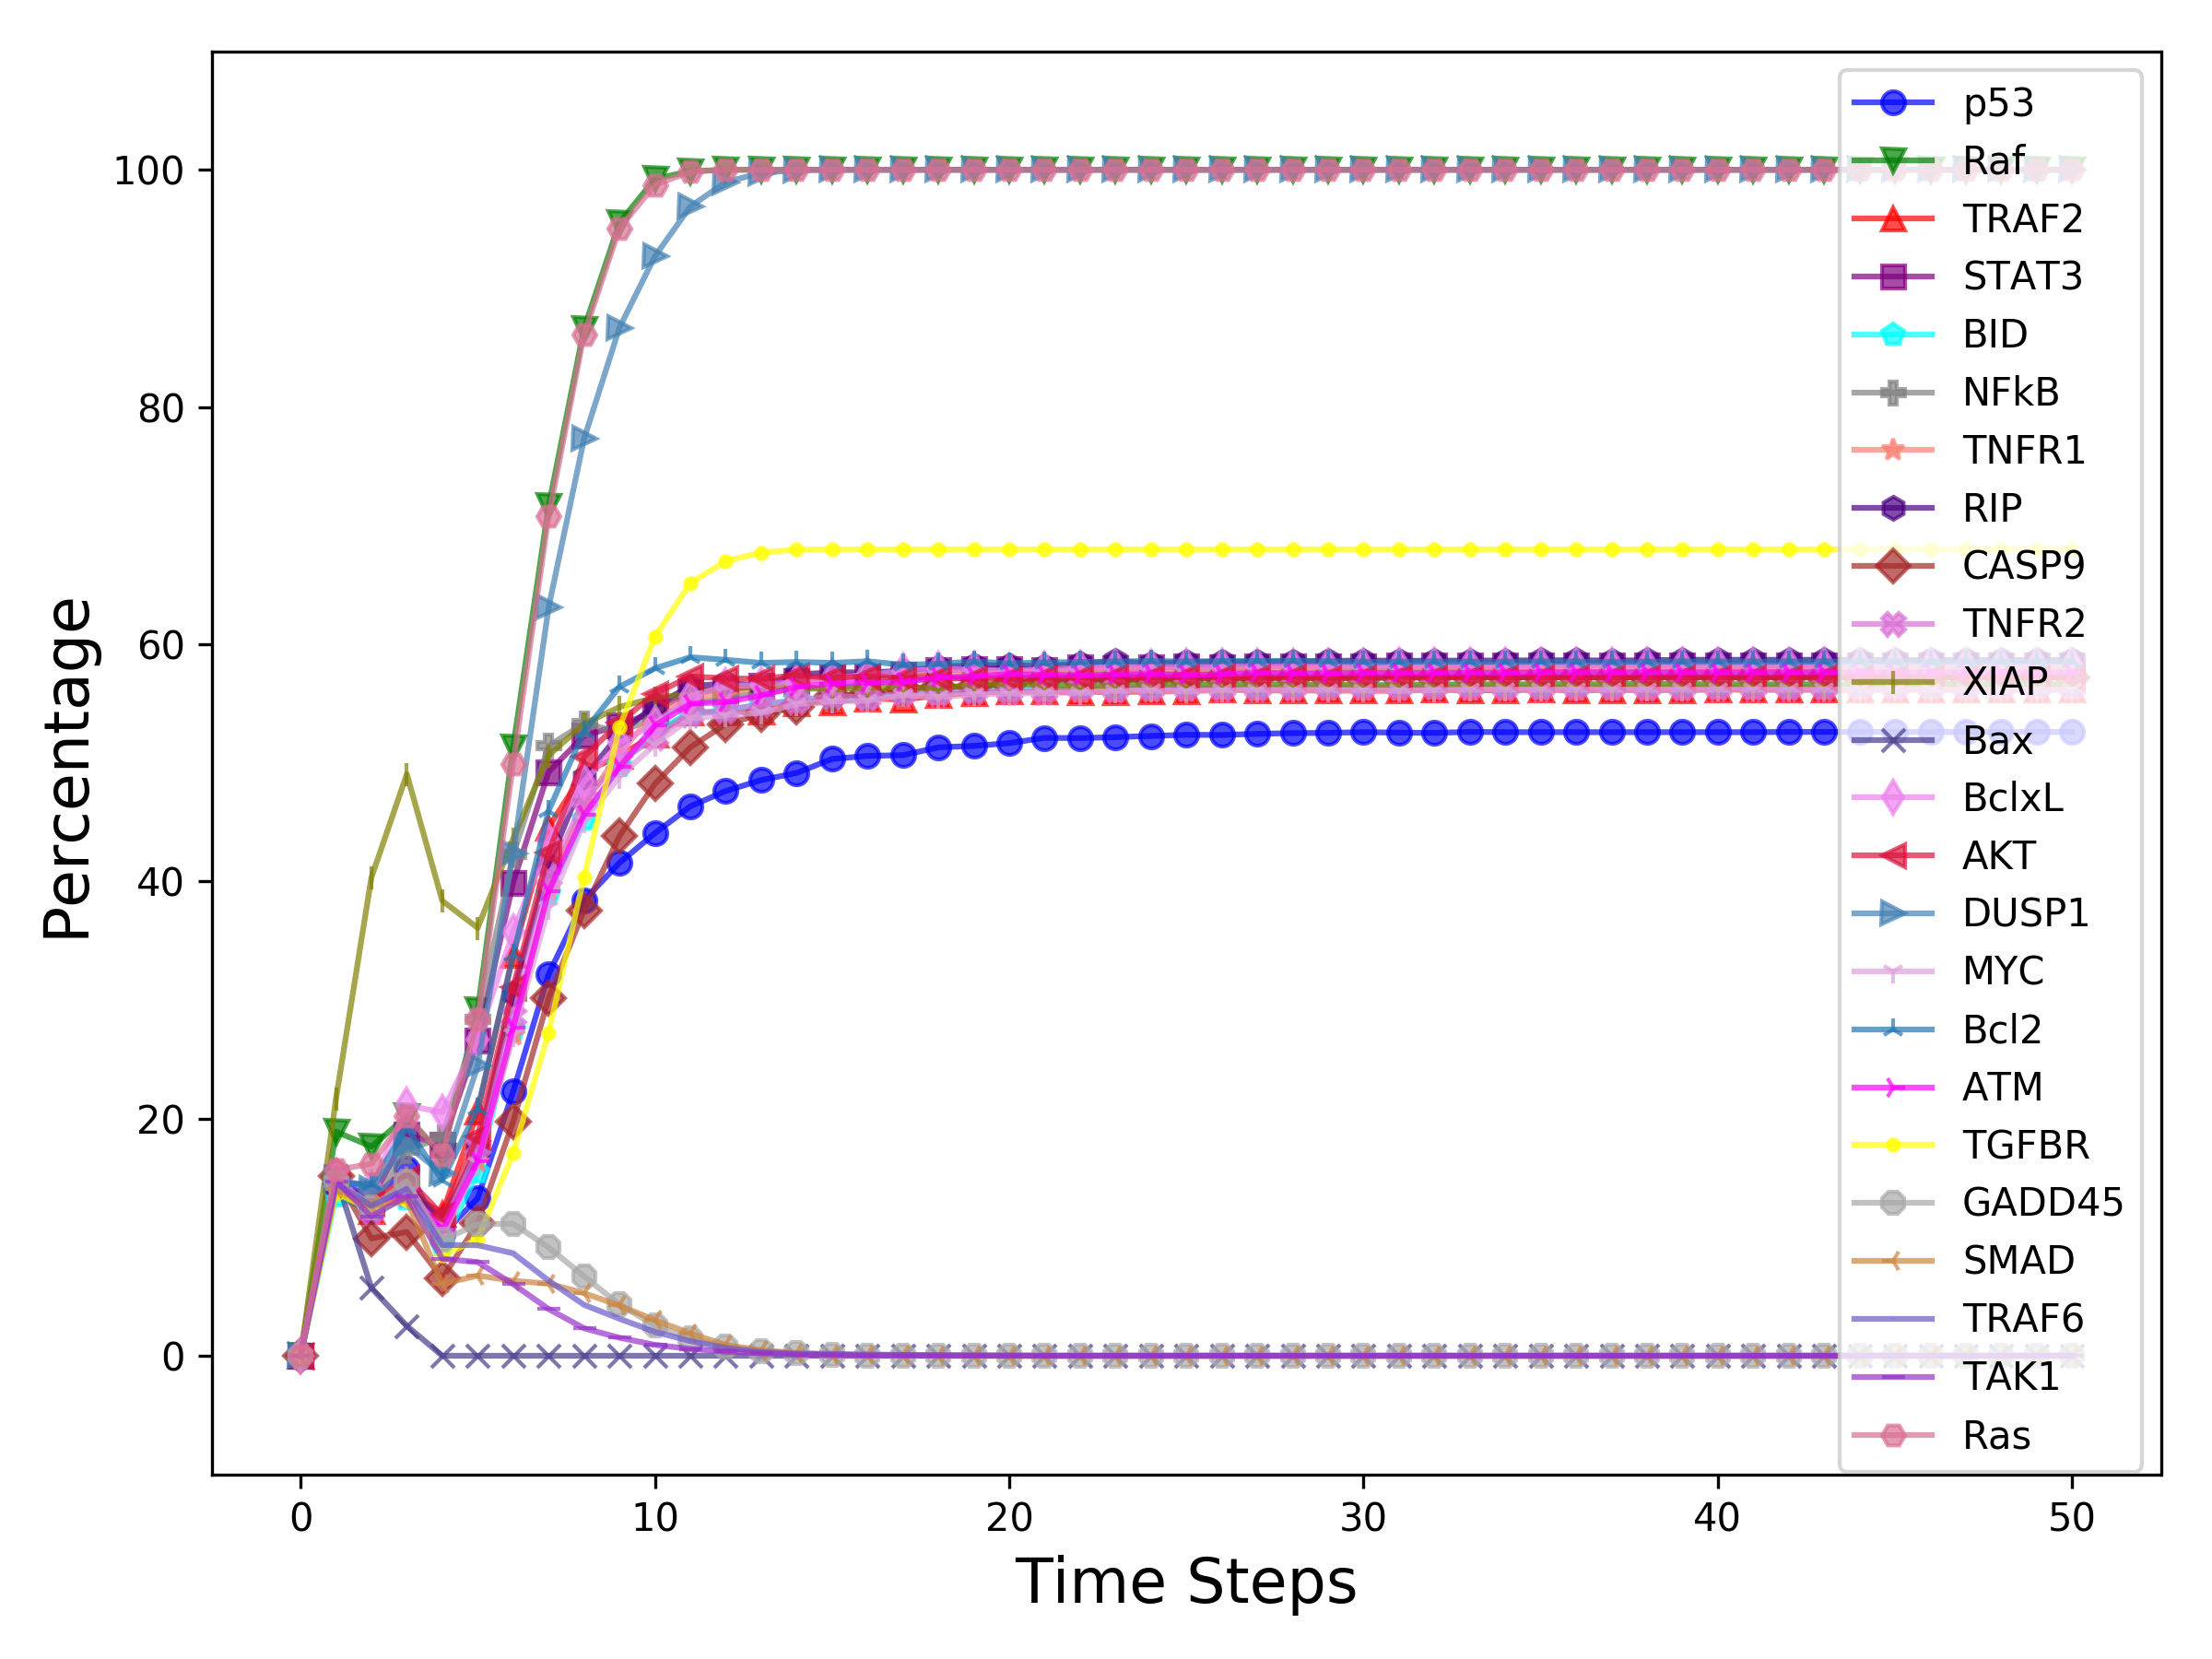 Percentage
100
80
60
40
20
0
0 10 20 30 40 50
Time Steps
p53
Raf
TRAF2
STAT3
BID
NFkB
TNFR1
RIP
CASP9
TNFR2
XIAP
Bax
BclxL
AKT
DUSP1
MYC
Bcl2
ATM
TGFBR
GADD45
SMAD
TRAF6
TAK1
Ras